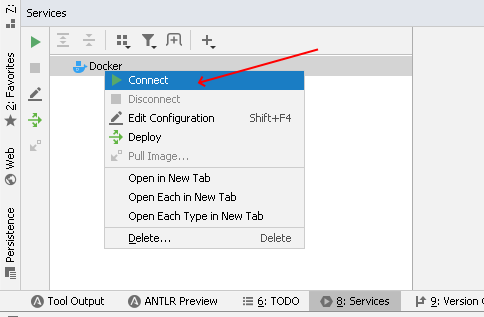 Services
Z:
2: Favorites
Web
Persistence
Docker
Connect
Disconnect
Edit Configuration Shift+F4
Deploy
Pull Image...
Open in New Tab
Open Each in New Tab
Open Each Type in New Tab
Delete... Delete
Tool Output ANTLR Preview 6: TODO 8: Services 9: Version